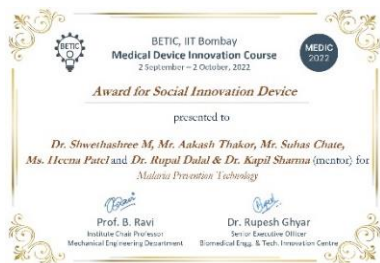 BETIC, IIT Bombay
Medical Device Innovation Course
2 September – 2 October, 2022
BETIC
MEDIC
2022
Award for Social Innovation Device
presented to
Dr. Shwethashree M, Mr. Aakash Thakor, Mr. Suhas Chate,
Ms. Heena Patel and Dr. Rupal Dalal & Dr. Kapil Sharma (mentor) for
Malaria Prevention Technology
Prof. B. Ravi
Institute Chair Professor
Mechanical Engineering Department
Dr. Rupesh Ghyar
Senior Executive Officer
Biomedical Engg. & Tech. Innovation Centre